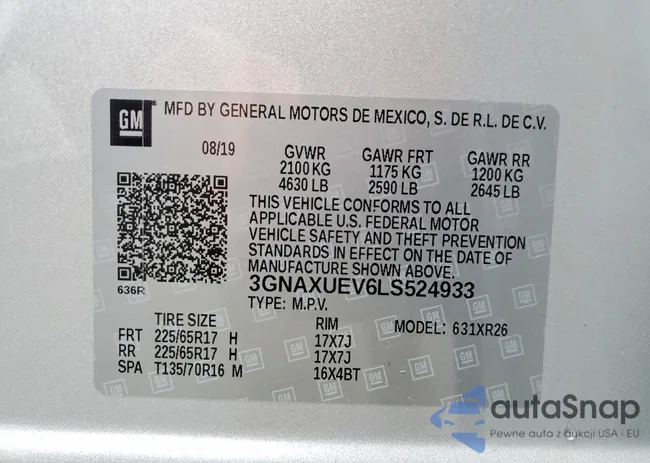 GM
MFD BY GENERAL MOTORS DE MEXICO, S. DE R.L. DE C.V.
08/19 GVWR GAWR FRT GAWR RR
2100 KG 1175 KG 1200 KG
4630 LB 2590 LB 2645 LB
THIS VEHICLE CONFORMS TO ALL
APPLICABLE U.S. FEDERAL MOTOR
VEHICLE SAFETY AND THEFT PREVENTION
STANDARDS IN EFFECT ON THE DATE OF
MANUFACTURE SHOWN ABOVE.
636R
3GNAXUEV6LS524933
TYPE: M.P.V.
TIRE SIZE RIM MODEL: 631XR26
FRT 225/65R17 H 17X7J
RR 225/65R17 H 17X7J
SPA T135/70R16 M 16X4BT
autaSnap
Pewne auta z aukcji USA · EU